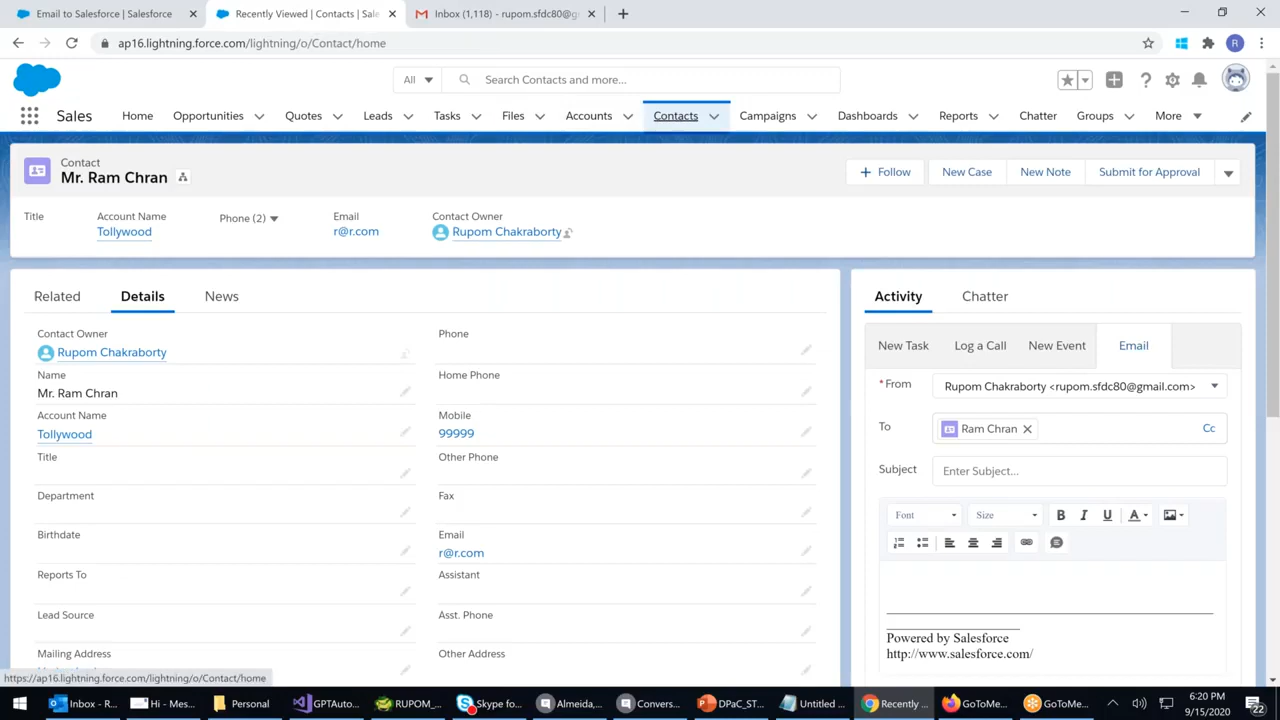 Email to Salesforce | Salesforce
Recently Viewed | Contacts | Sale
Inbox (1,118) - rupom.sfdc80@g
ap16.lightning.force.com/lightning/o/Contact/home
R
All
Search Contacts and more...
Sales
Home
Opportunities
Quotes
Leads
Tasks
Files
Accounts
Contacts
Campaigns
Dashboards
Reports
Chatter
Groups
More
Contact
Mr. Ram Chran
Follow
New Case
New Note
Submit for Approval
Title
Account Name
Phone (2)
Email
Contact Owner
Tollywood
r@r.com
Rupom Chakraborty
Related
Details
News
Contact Owner
Rupom Chakraborty
Phone
Name
Mr. Ram Chran
Home Phone
Account Name
Tollywood
Mobile
99999
Title
Other Phone
Department
Fax
Birthdate
Email
r@r.com
Reports To
Assistant
Lead Source
Asst. Phone
Mailing Address
Other Address
Activity
Chatter
New Task
Log a Call
New Event
Email
*From
Rupom Chakraborty <rupom.sfdc80@gmail.com>
To
Ram Chran
Cc
Subject
Enter Subject...
Font
Size
B
I
U
A
Powered by Salesforce
http://www.salesforce.com/
https://ap16.lightning.force.com/lightning/o/Contact/home
Inbox - R...
Hi - Mes...
Personal
GPTAuto...
RUPOM_...
Skype fo...
Almeida,...
Convers...
DPaC_ST...
Untitled ...
Recently ...
GoToMe...
GoToMe...
6:20 PM
9/15/2020
22